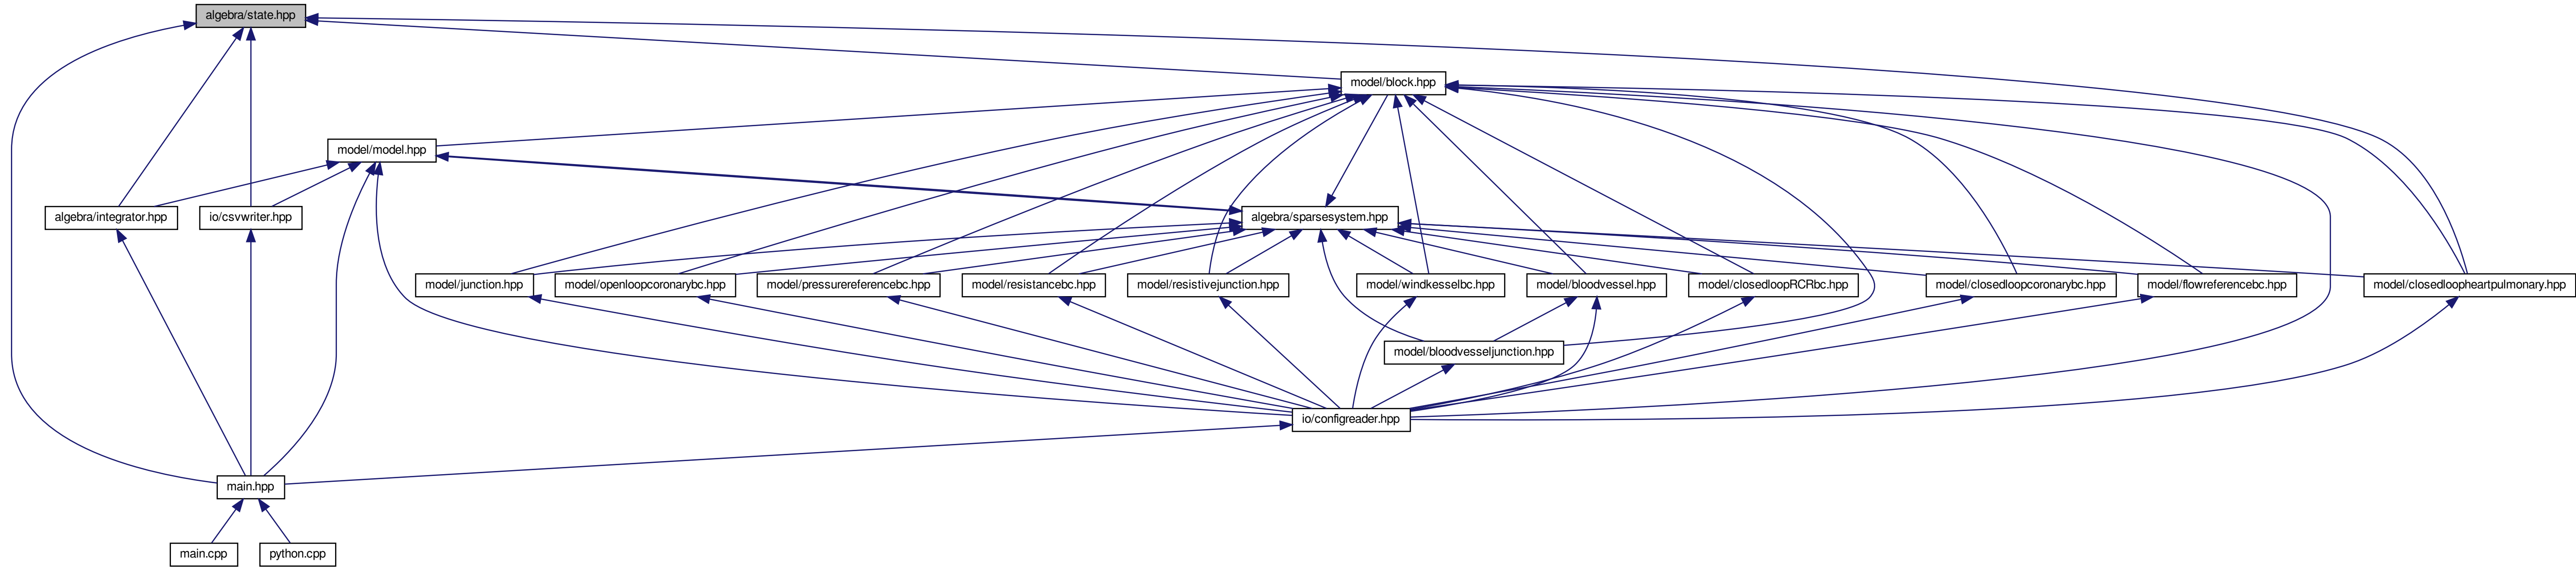 algebra/state.hpp
model/block.hpp
model/model.hpp
algebra/integrator.hpp
io/csvwriter.hpp
algebra/sparsesystem.hpp
model/junction.hpp
model/openloopcoronarybc.hpp
model/pressurereferencebc.hpp
model/resistancebc.hpp
model/resistivejunction.hpp
model/windkesselbc.hpp
model/bloodvessel.hpp
model/closedloopRCRbc.hpp
model/closedloopcoronarybc.hpp
model/flowreferencebc.hpp
model/closedloopheartpulmonary.hpp
model/bloodvesseljunction.hpp
io/configreader.hpp
main.hpp
main.cpp
python.cpp